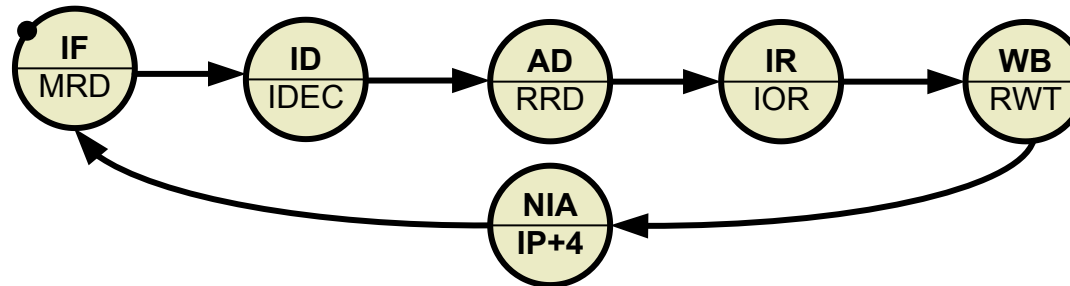 IF
MRD
ID
IDEC
AD
RRD
IR
IOR
WB
RWT
NIA
IP+4